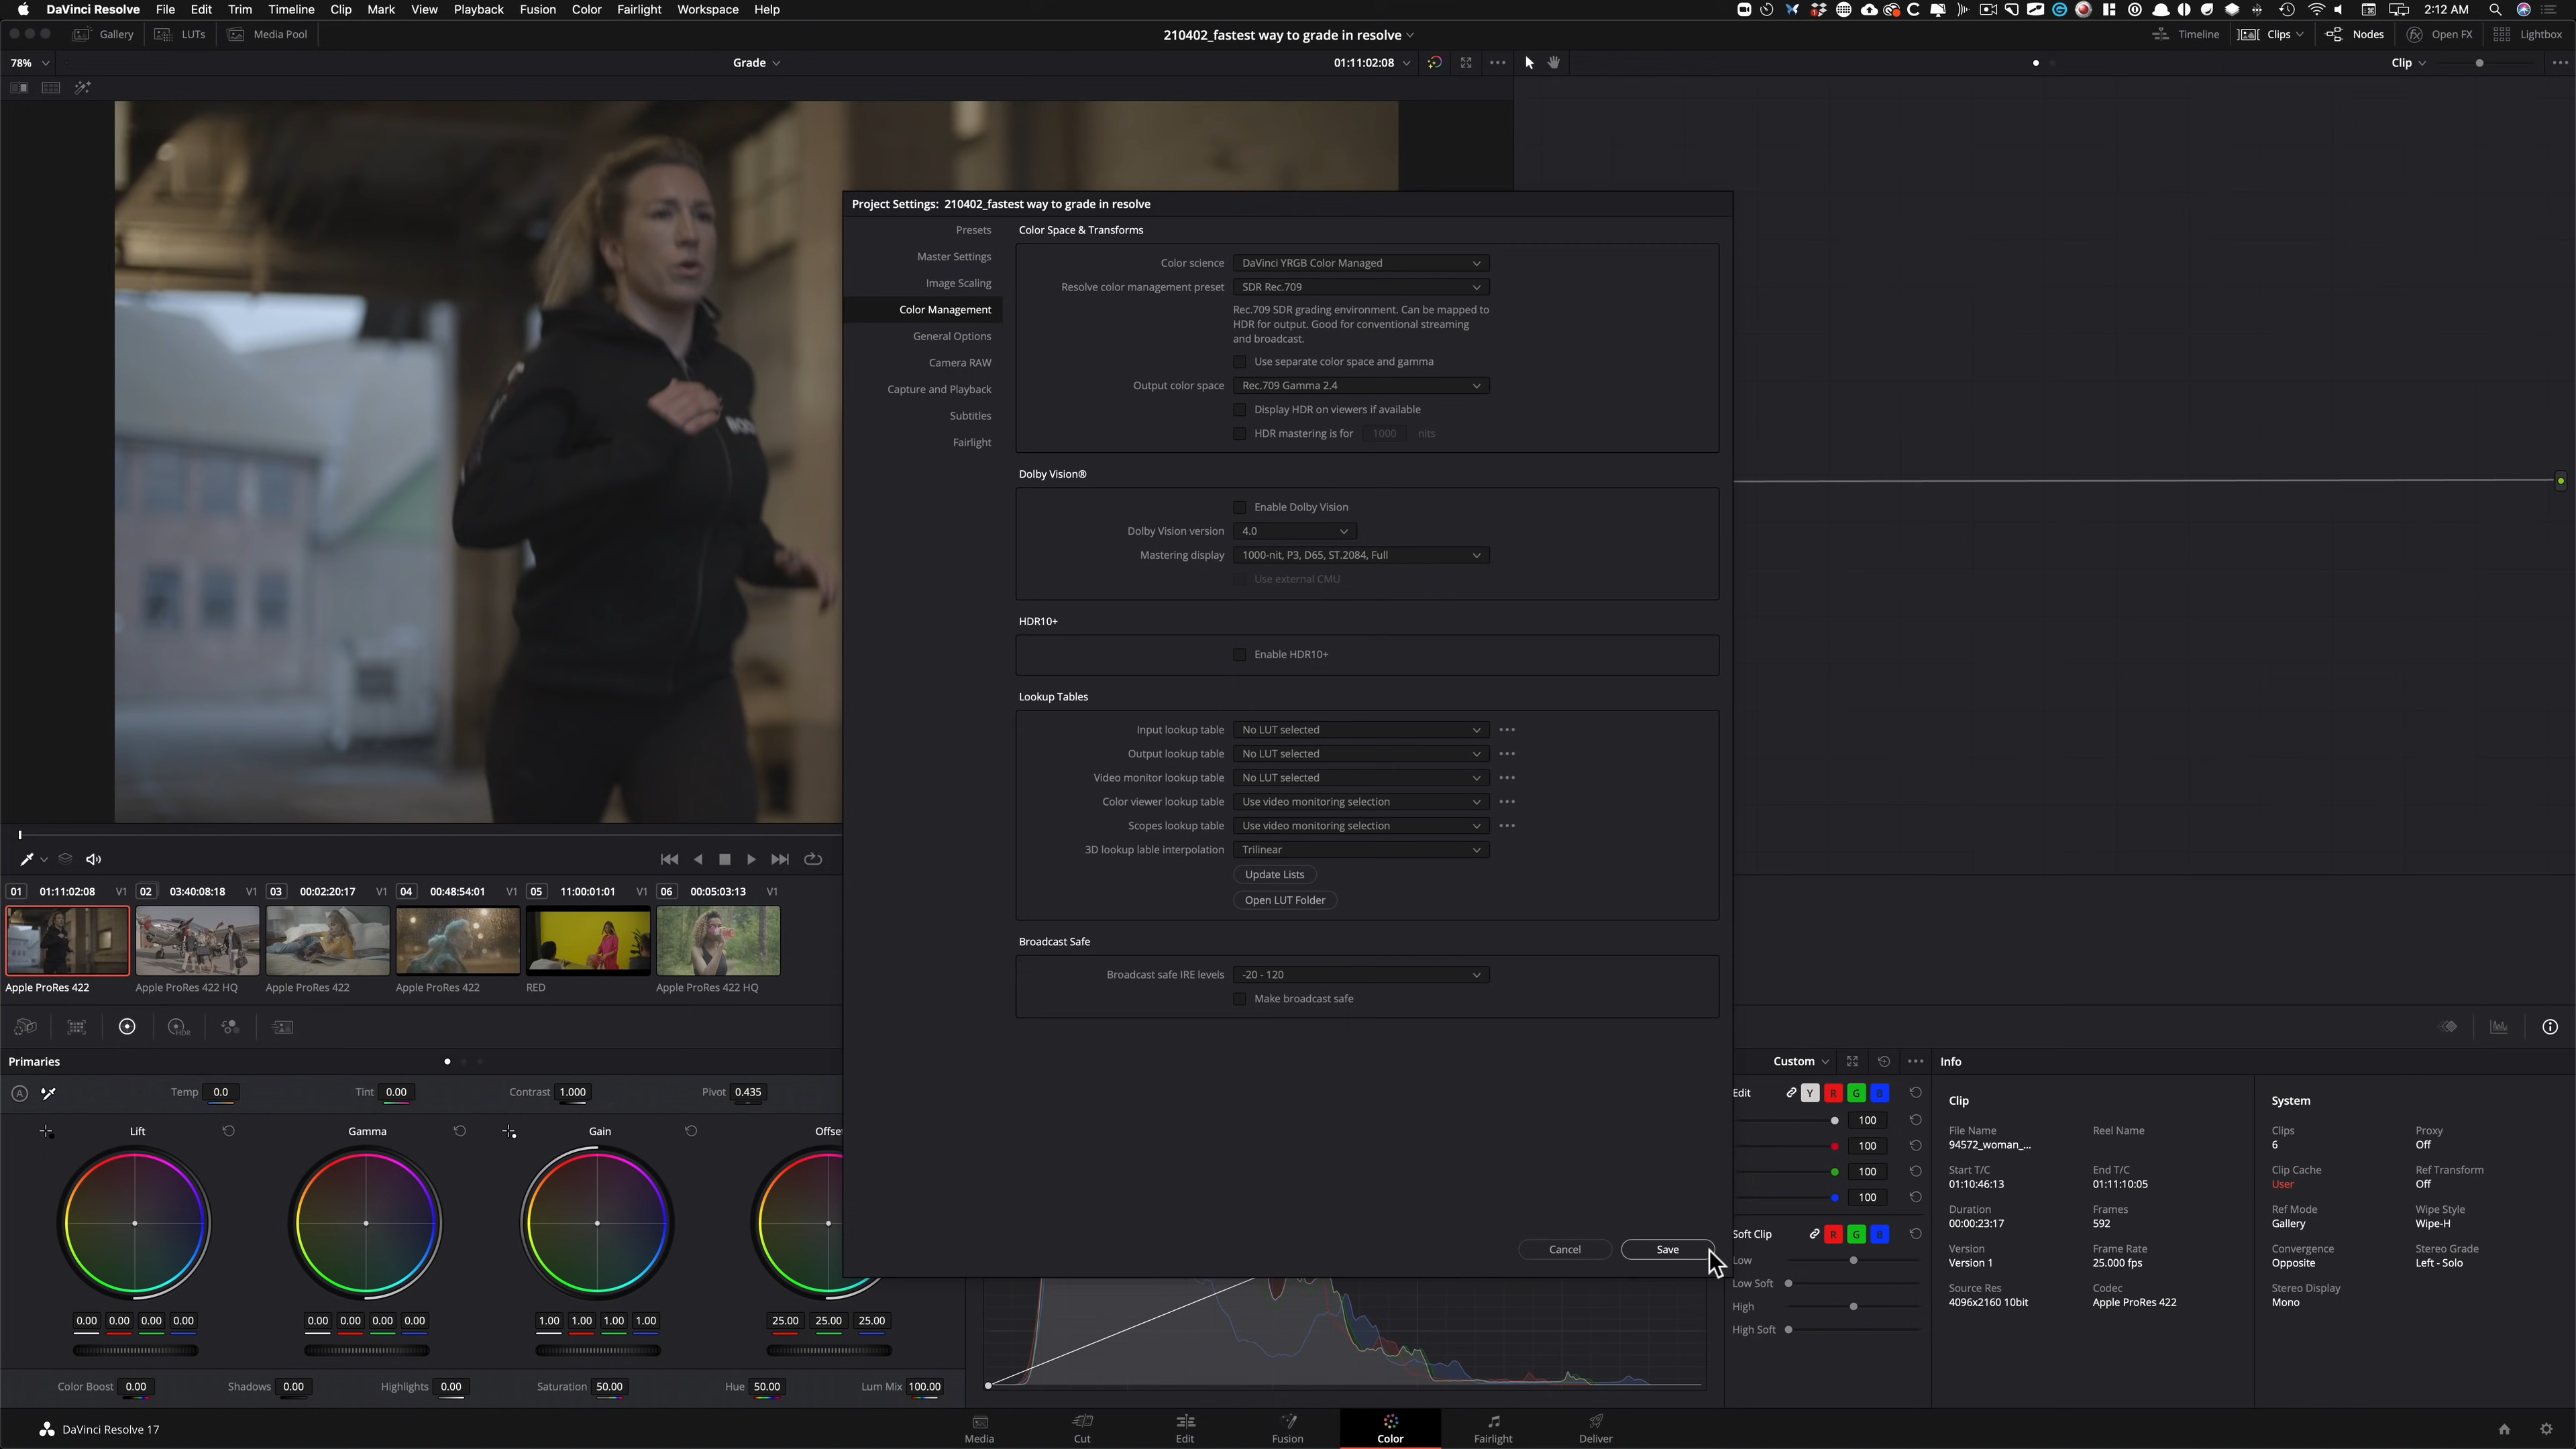 DaVinci Resolve File Edit Trim Timeline Clip Mark View Playback Fusion Color Fairlight Workspace Help 2:12 AM
Gallery LUTs Media Pool 210402_fastest way to grade in resolve Timeline Clips Nodes Open FX Lightbox
78% Grade 01:11:02:08 Clip
Project Settings: 210402_fastest way to grade in resolve
Presets
Master Settings
Image Scaling
Color Management
General Options
Camera RAW
Capture and Playback
Subtitles
Fairlight
Color Space & Transforms
Color science DaVinci YRGB Color Managed
Resolve color management preset SDR Rec.709
Rec.709 SDR grading environment. Can be mapped to
HDR for output. Good for conventional streaming
and broadcast.
Use separate color space and gamma
Output color space Rec.709 Gamma 2.4
Display HDR on viewers if available
HDR mastering is for 1000 nits
Dolby Vision®
Enable Dolby Vision
Dolby Vision version 4.0
Mastering display 1000-nit, P3, D65, ST.2084, Full
Use external CMU
HDR10+
Enable HDR10+
Lookup Tables
Input lookup table No LUT selected
Output lookup table No LUT selected
Video monitor lookup table No LUT selected
Color viewer lookup table Use video monitoring selection
Scopes lookup table Use video monitoring selection
3D lookup lable interpolation Trilinear
Update Lists
Open LUT Folder
Broadcast Safe
Broadcast safe IRE levels -20 - 120
Make broadcast safe
Cancel Save
01 01:11:02:08 V1 02 03:40:08:18 V1 03 00:02:20:17 V1 04 00:48:54:01 V1 05 11:00:01:01 V1 06 00:05:03:13 V1
Apple ProRes 422 Apple ProRes 422 HQ Apple ProRes 422 Apple ProRes 422 RED Apple ProRes 422 HQ
HDR
Primaries
Temp 0.0 Tint 0.00 Contrast 1.000 Pivot 0.435
Lift Gamma Gain Offse
0.00 0.00 0.00 0.00 0.00 0.00 0.00 0.00 1.00 1.00 1.00 1.00 25.00 25.00 25.00
Color Boost 0.00 Shadows 0.00 Highlights 0.00 Saturation 50.00 Hue 50.00 Lum Mix 100.00
Custom
Edit Y R G B
100
100
100
100
Soft Clip R G B
Low
Low Soft
High
High Soft
Info
Clip
File Name Reel Name
94572_woman_...
Start T/C End T/C
01:10:46:13 01:11:10:05
Duration Frames
00:00:23:17 592
Version Frame Rate
Version 1 25.000 fps
Source Res Codec
4096x2160 10bit Apple ProRes 422
System
Clips Proxy
6 Off
Clip Cache Ref Transform
User Off
Ref Mode Wipe Style
Gallery Wipe-H
Convergence Stereo Grade
Opposite Left - Solo
Stereo Display
Mono
DaVinci Resolve 17 Media Cut Edit Fusion Color Fairlight Deliver